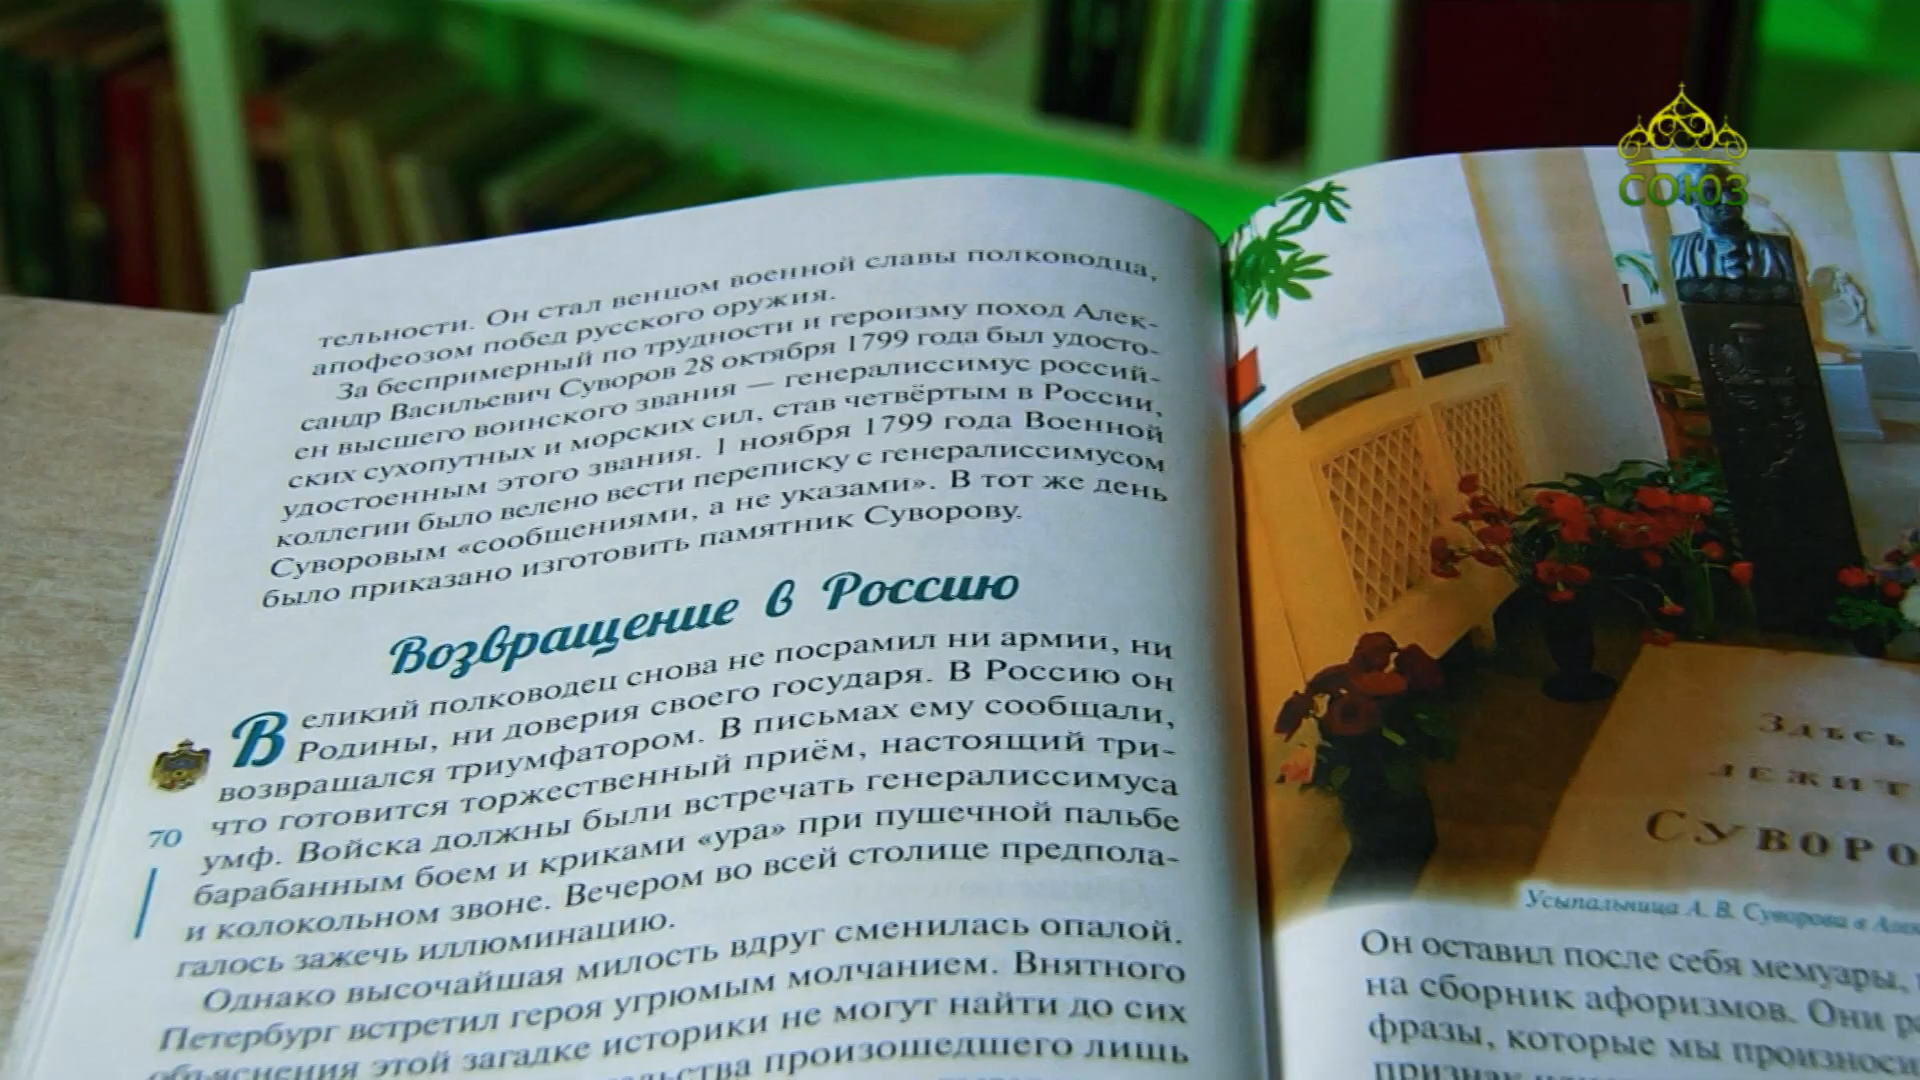 СОЮЗ
тельности. Он стал венцом военной славы полководца,
апофеозом побед русского оружия.
За беспримерный по трудности и героизму поход Алек-
сандр Васильевич Суворов 28 октября 1799 года был удосто-
ен высшего воинского звания — генералиссимус россий-
ских сухопутных и морских сил, став четвёртым в России,
удостоенным этого звания. 1 ноября 1799 года Военной
коллегии было велено вести переписку с генералиссимусом
Суворовым «сообщениями, а не указами». В тот же день
было приказано изготовить памятник Суворову.
Возвращение в Россию
Великий полководец снова не посрамил ни армии, ни
Родины, ни доверия своего государя. В Россию он
возвращался триумфатором. В письмах ему сообщали,
что готовится торжественный приём, настоящий три-
умф. Войска должны были встречать генералиссимуса
барабанным боем и криками «ура» при пушечной пальбе
и колокольном звоне. Вечером во всей столице предпола-
галось зажечь иллюминацию.
Однако высочайшая милость вдруг сменилась опалой.
Петербург встретил героя угрюмым молчанием. Внятного
объяснения этой загадке историки не могут найти до сих
произошедшего лишь
70
Здѣсь
лежит
Суворо
Усыпальница А. В. Суворова в Алек
Он оставил после себя мемуары,
на сборник афоризмов. Они
фразы, которые мы произноси